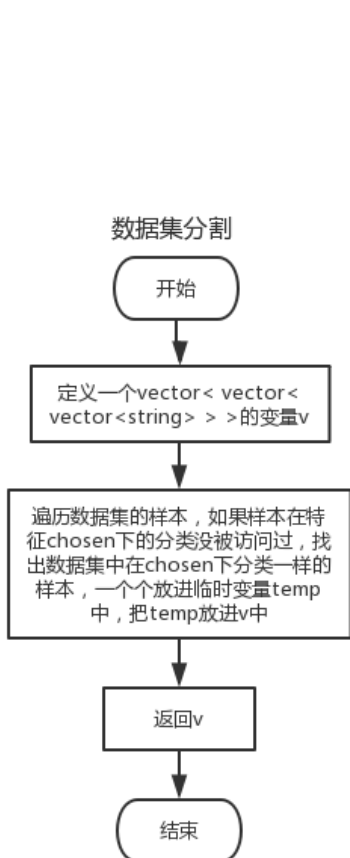 数据集分割
开始
定义一个vector< vector<
vector<string> > >的变量v
遍历数据集的样本，如果样本在特
征chosen下的分类没被访问过，找
出数据集中在chosen下分类一样的
样本，一个个放进临时变量temp
中，把temp放进v中
返回v
结束